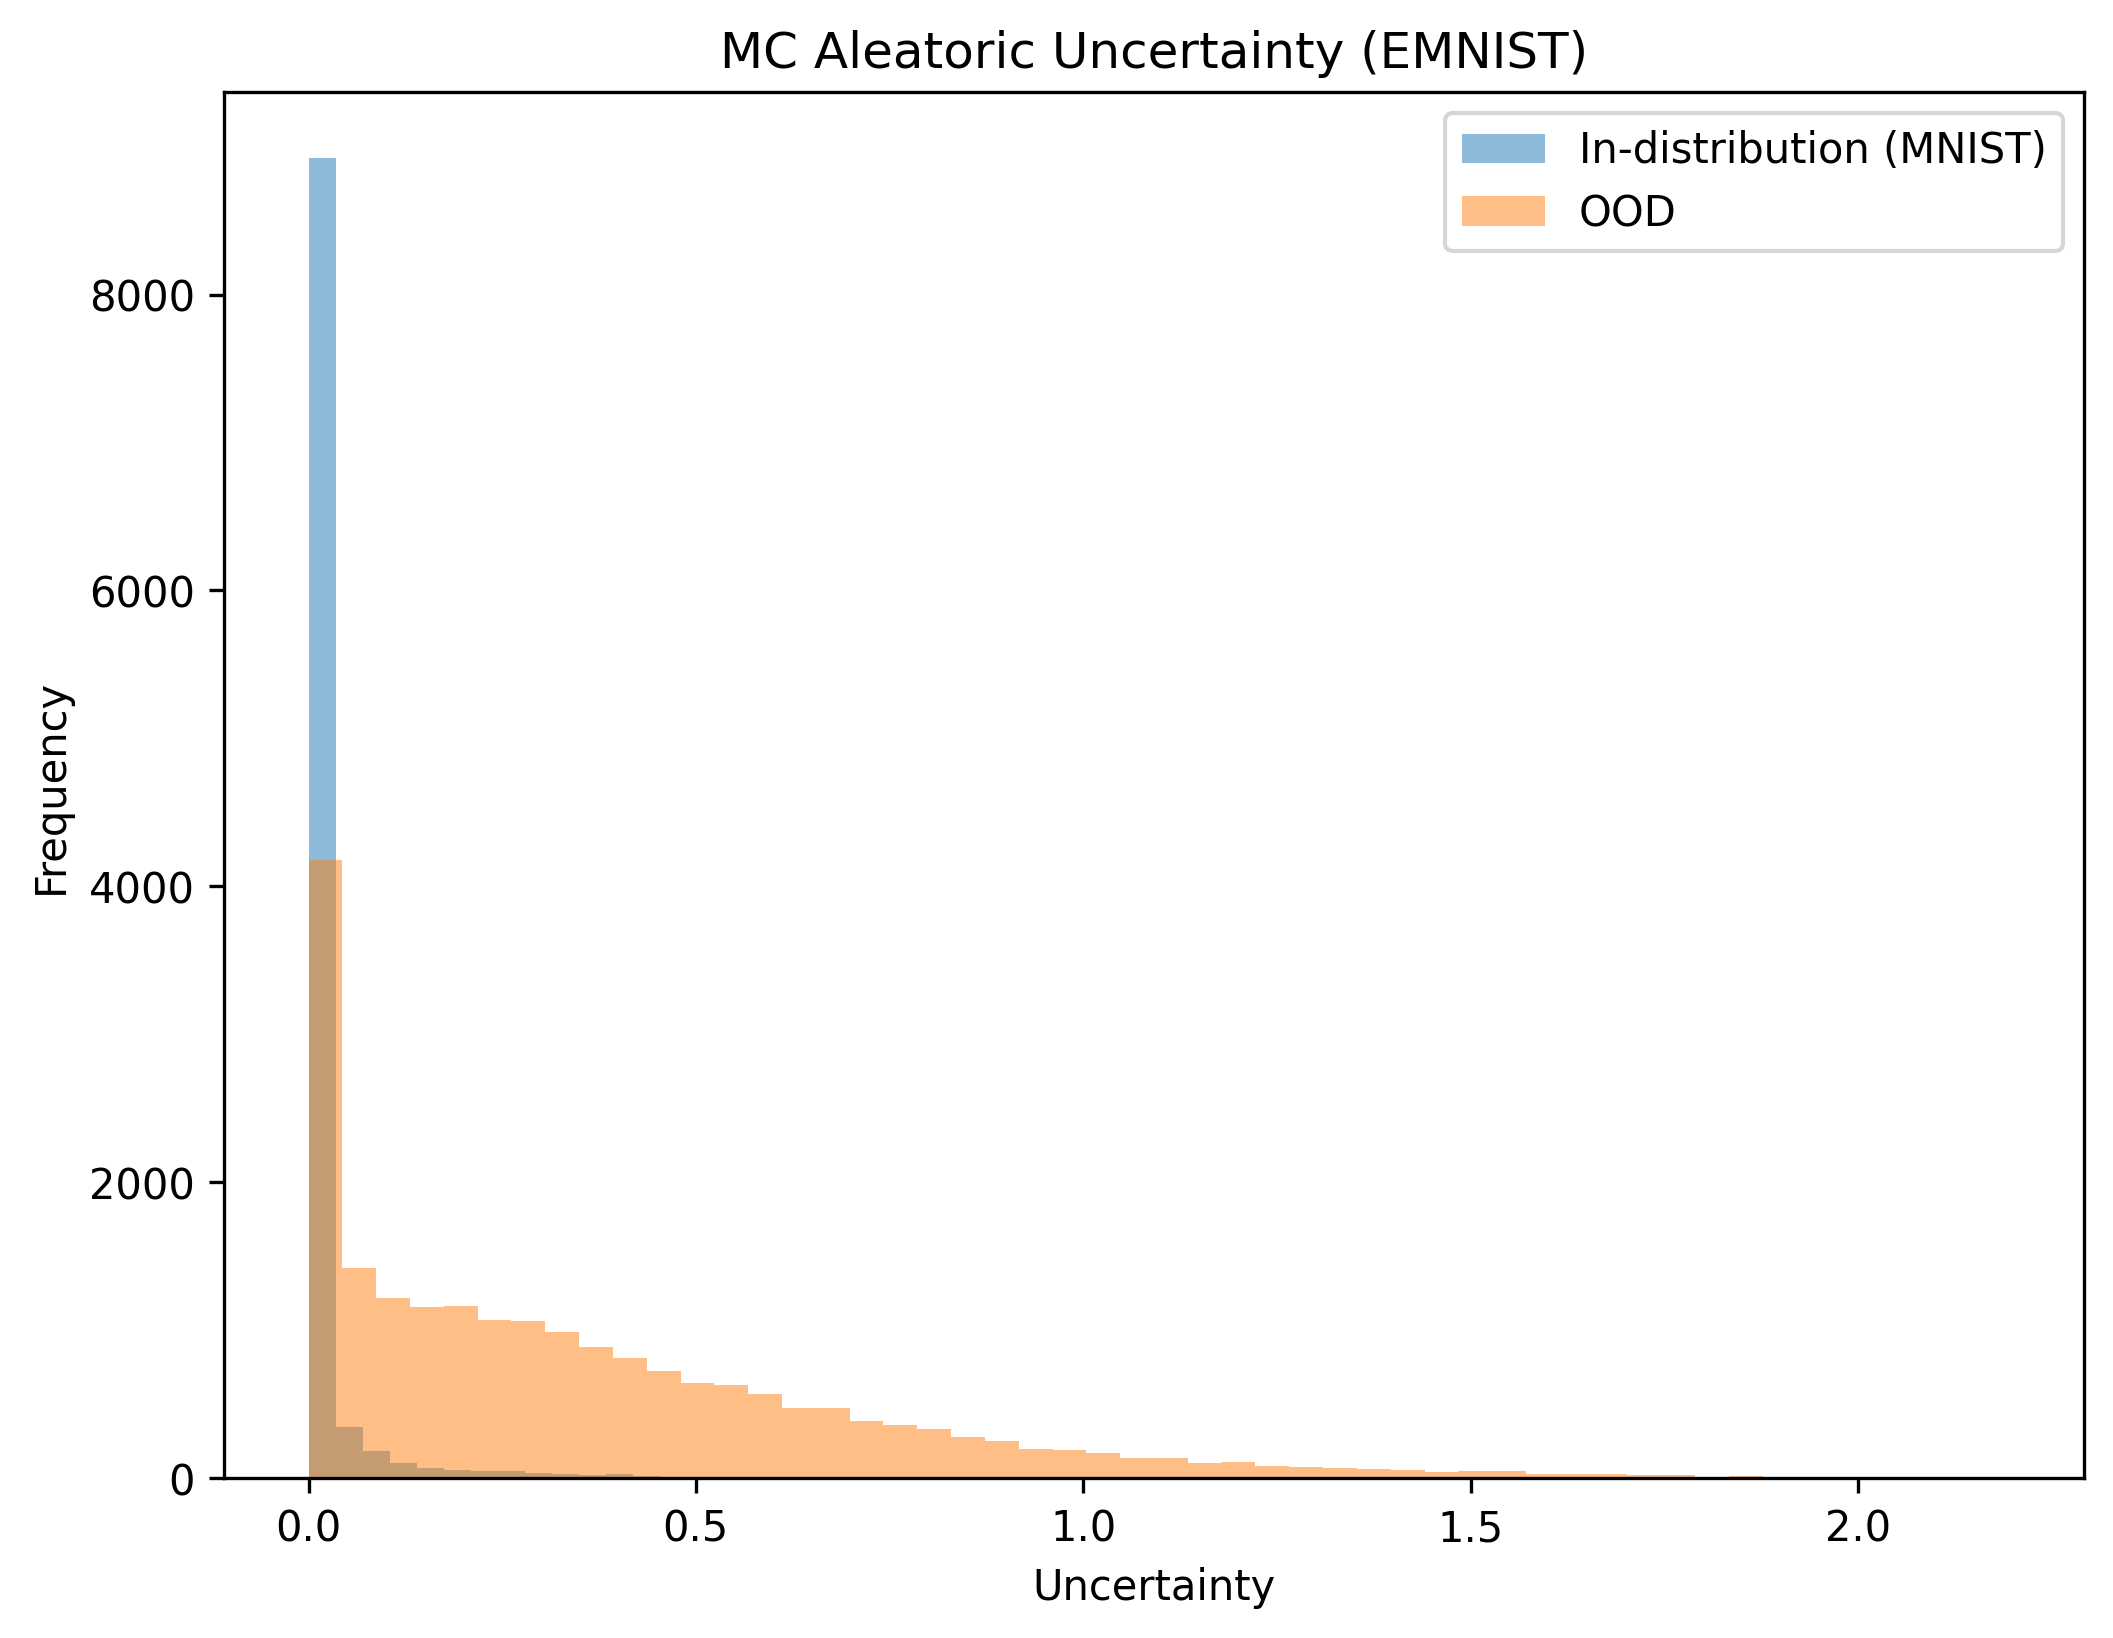 MC Aleatoric Uncertainty (EMNIST)
In-distribution (MNIST)
OOD
8000
6000
4000
2000
0
Frequency
0.0 0.5 1.0 1.5 2.0
Uncertainty